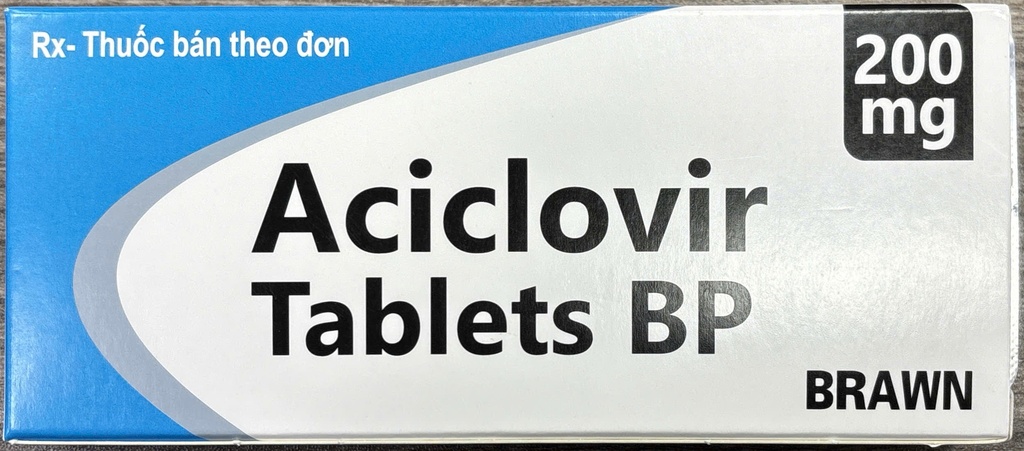 Rx- Thuốc bán theo đơn
200
mg
Aciclovir
Tablets BP
BRAWN